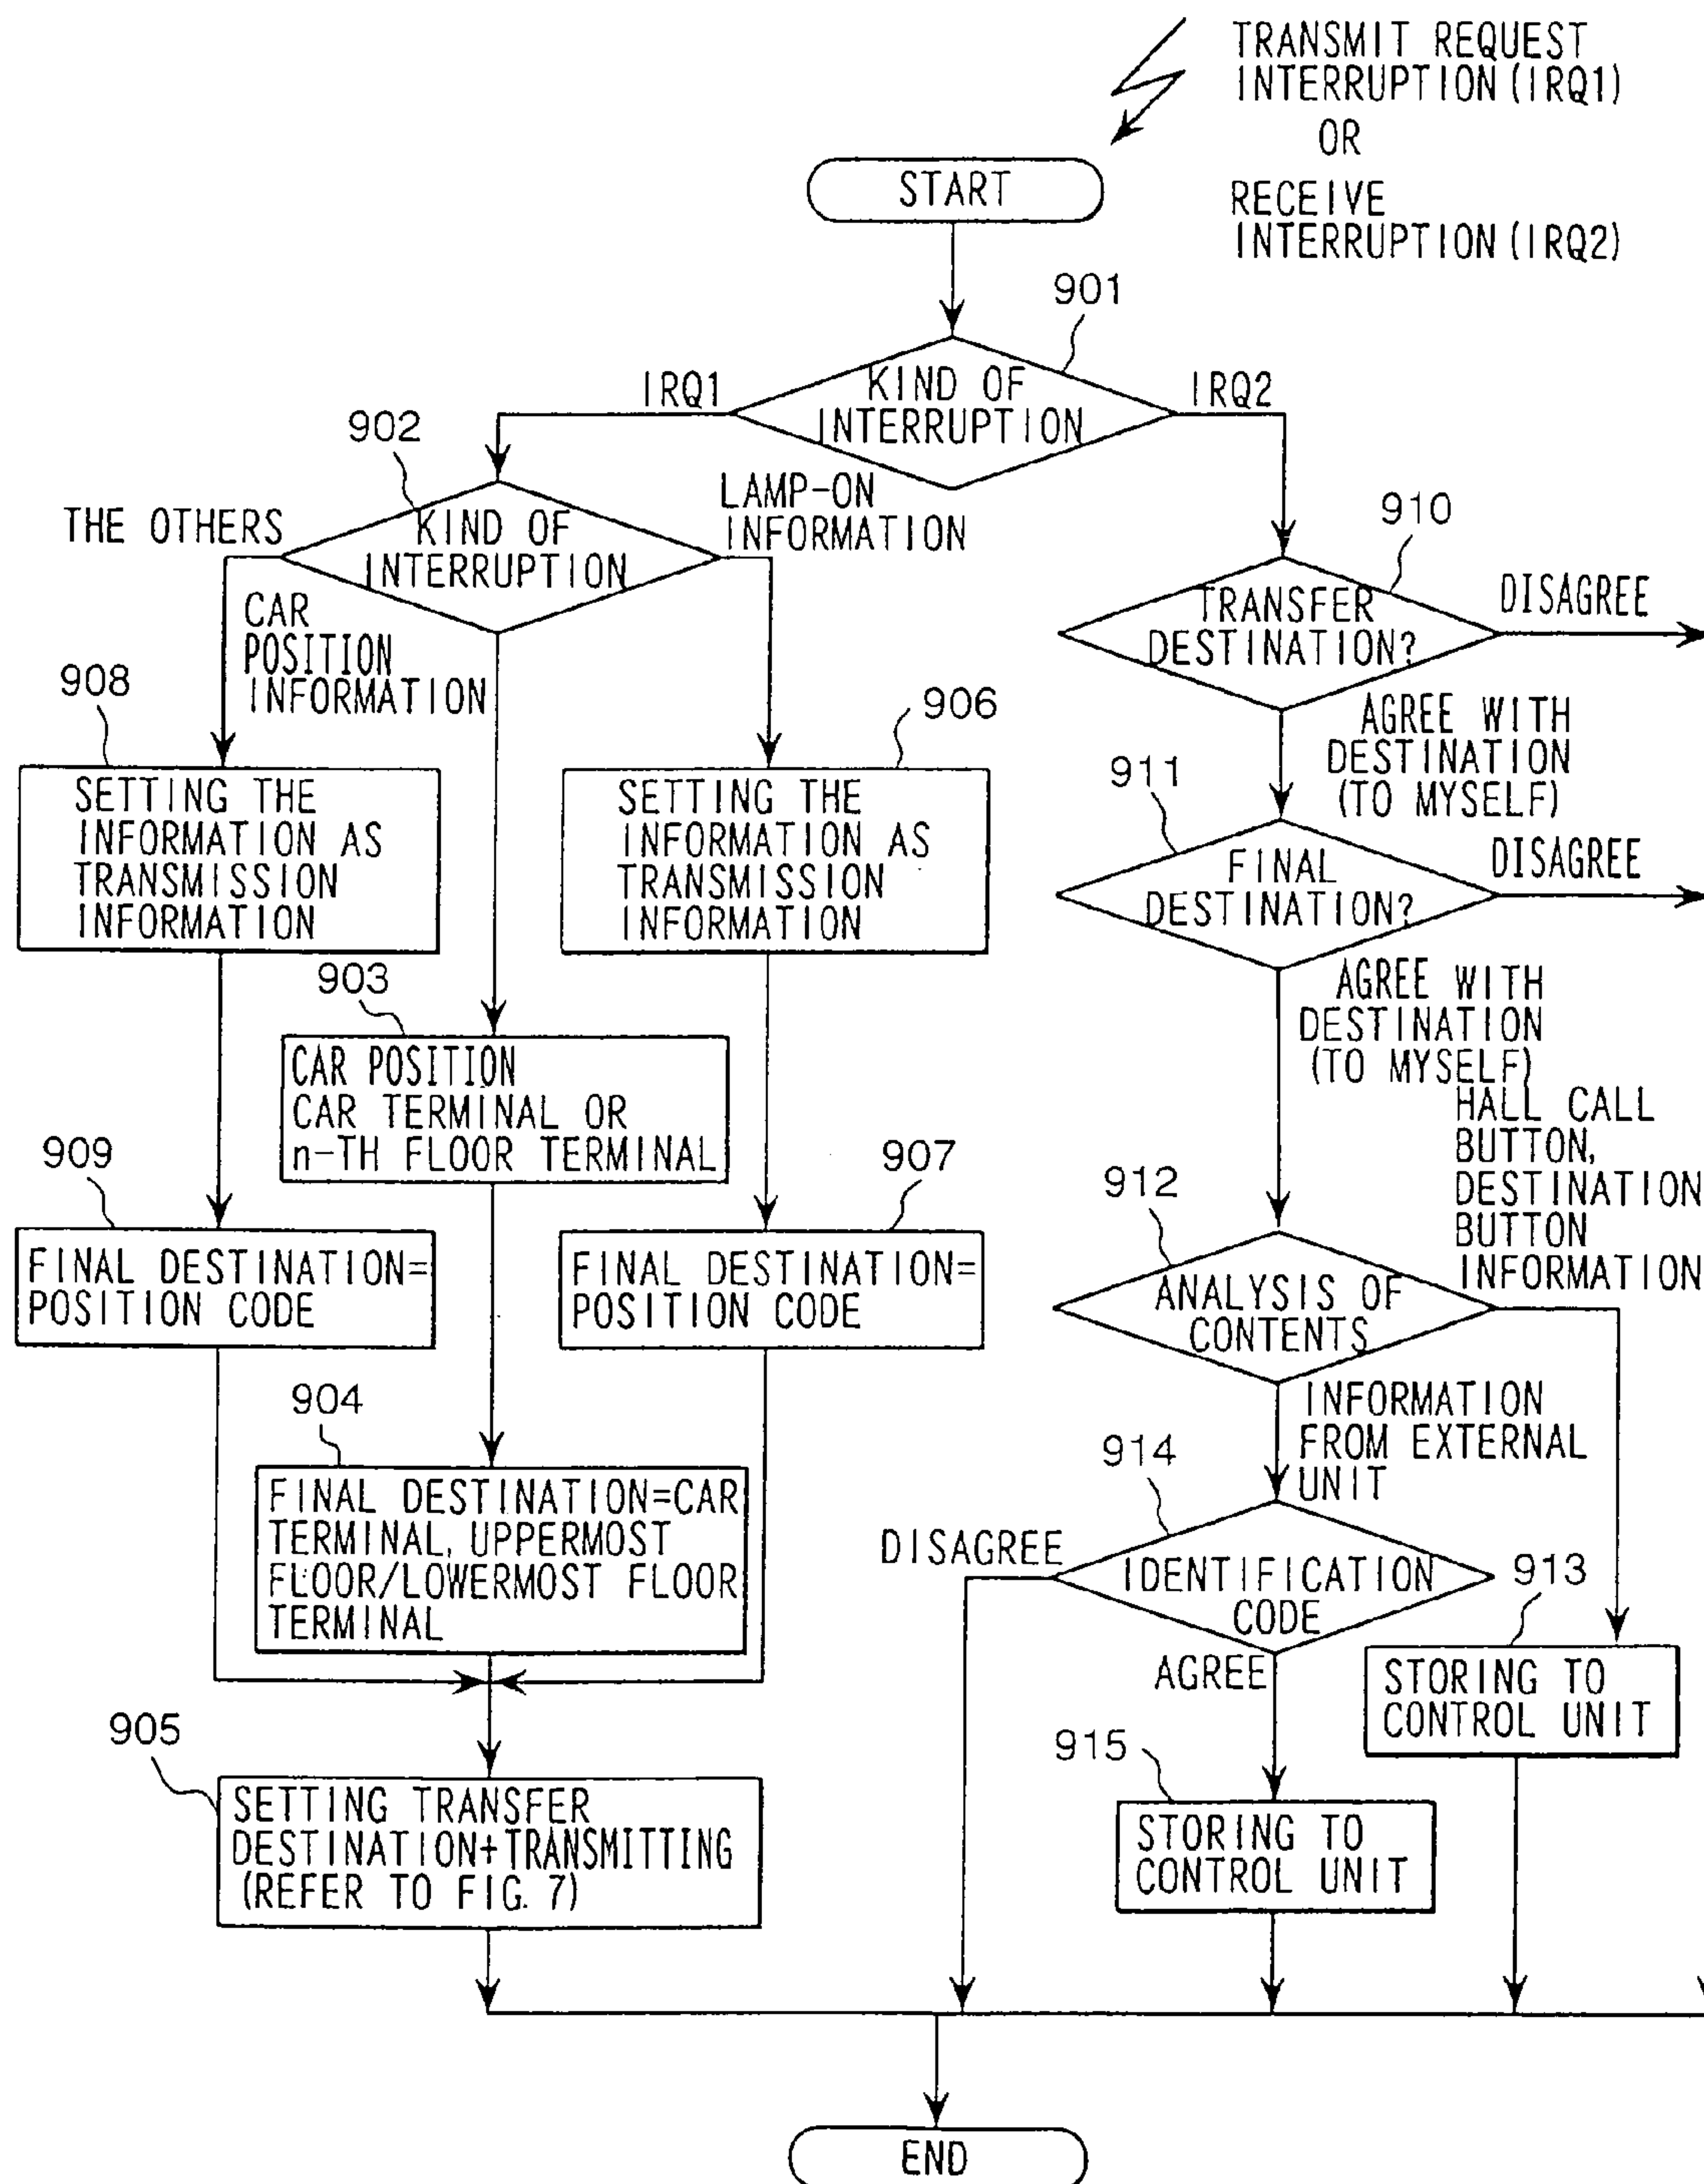 TRANSMIT REQUEST
INTERRUPTION (IRQ1)
OR
RECEIVE
INTERRUPTION (IRQ2)
START
901
KIND OF
INTERRUPTION
IRQ1
IRQ2
902
KIND OF
INTERRUPTION
THE OTHERS
LAMP-ON
INFORMATION
CAR
POSITION
INFORMATION
908
SETTING THE
INFORMATION AS
TRANSMISSION
INFORMATION
906
SETTING THE
INFORMATION AS
TRANSMISSION
INFORMATION
903
CAR POSITION
CAR TERMINAL OR
n-TH FLOOR TERMINAL
909
FINAL DESTINATION=
POSITION CODE
907
FINAL DESTINATION=
POSITION CODE
904
FINAL DESTINATION=CAR
TERMINAL, UPPERMOST
FLOOR/LOWERMOST FLOOR
TERMINAL
905
SETTING TRANSFER
DESTINATION+TRANSMITTING
(REFER TO FIG. 7)
910
TRANSFER
DESTINATION?
DISAGREE
AGREE WITH
DESTINATION
(TO MYSELF)
911
FINAL
DESTINATION?
DISAGREE
AGREE WITH
DESTINATION
(TO MYSELF)
HALL CALL
BUTTON,
DESTINATION
BUTTON
INFORMATION
912
ANALYSIS OF
CONTENTS
INFORMATION
FROM EXTERNAL
UNIT
914
IDENTIFICATION
CODE
DISAGREE
AGREE
913
STORING TO
CONTROL UNIT
915
STORING TO
CONTROL UNIT
END